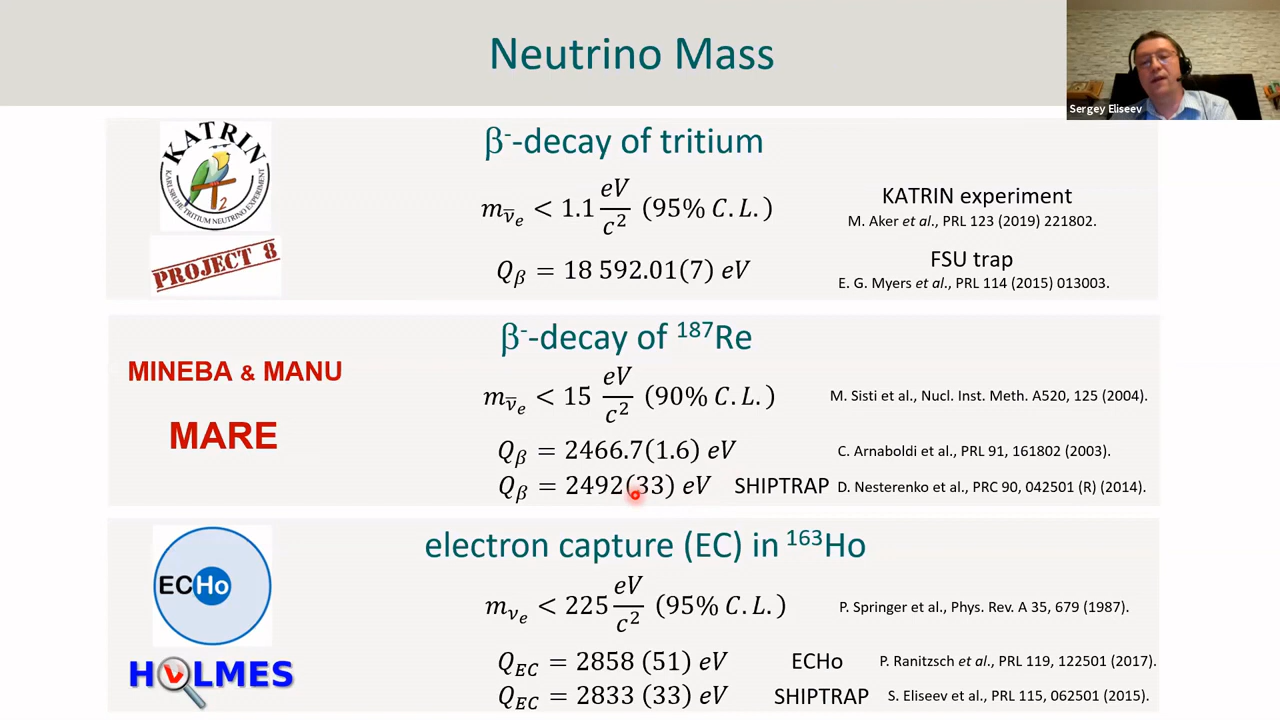 Neutrino Mass
Sergey Eliseev
KATRIN
KARLSRUHE TRITIUM NEUTRINO EXPERIMENT
PROJECT 8
β⁻-decay of tritium
m_ν̅ₑ < 1.1 eV/c² (95% C.L.)
KATRIN experiment
M. Aker et al., PRL 123 (2019) 221802.
Q_β = 18 592.01(7) eV
FSU trap
E. G. Myers et al., PRL 114 (2015) 013003.
MINEBA & MANU
MARE
β⁻-decay of ¹⁸⁷Re
m_ν̅ₑ < 15 eV/c² (90% C.L.)
M. Sisti et al., Nucl. Inst. Meth. A520, 125 (2004).
Q_β = 2466.7(1.6) eV
C. Arnaboldi et al., PRL 91, 161802 (2003).
Q_β = 2492(33) eV SHIPTRAP D. Nesterenko et al., PRC 90, 042501 (R) (2014).
ECHo
HOLMES
electron capture (EC) in ¹⁶³Ho
m_νₑ < 225 eV/c² (95% C.L.)
P. Springer et al., Phys. Rev. A 35, 679 (1987).
Q_EC = 2858 (51) eV ECHo P. Ranitzsch et al., PRL 119, 122501 (2017).
Q_EC = 2833 (33) eV SHIPTRAP S. Eliseev et al., PRL 115, 062501 (2015).